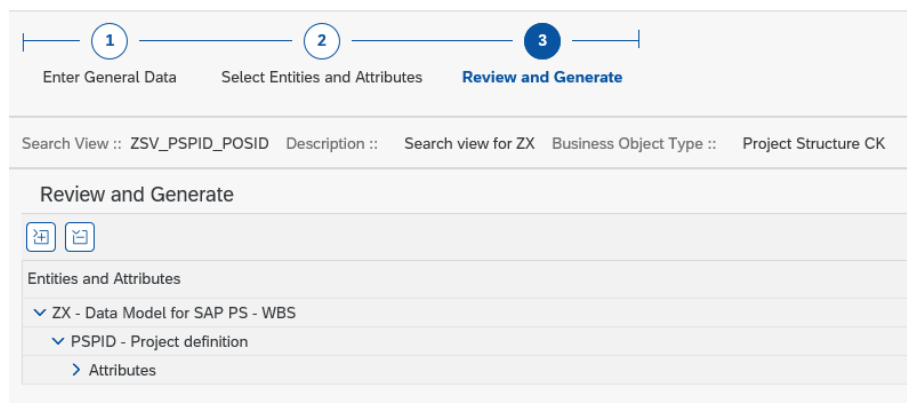 1 2 3
Enter General Data Select Entities and Attributes Review and Generate
Search View :: ZSV_PSPID_POSID Description :: Search view for ZX Business Object Type :: Project Structure CK
Review and Generate
Entities and Attributes
ZX - Data Model for SAP PS - WBS
PSPID - Project definition
Attributes